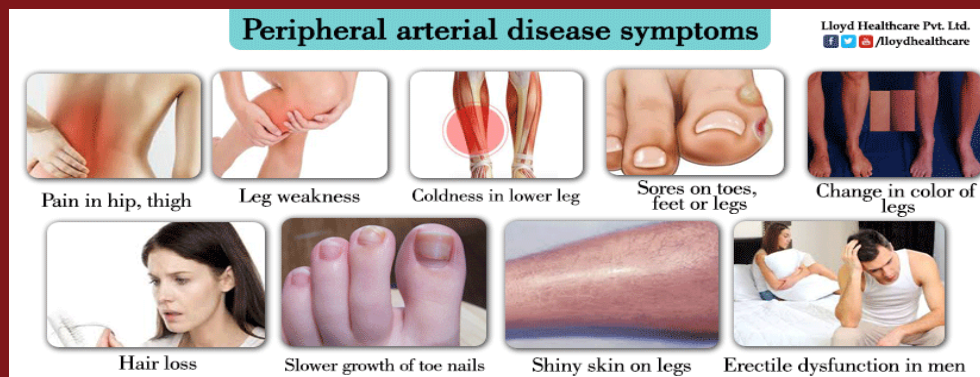 Peripheral arterial disease symptoms
Lloyd Healthcare Pvt. Ltd.
/lloydhealthcare
Pain in hip, thigh
Leg weakness
Coldness in lower leg
Sores on toes,
feet or legs
Change in color of
legs
Hair loss
Slower growth of toe nails
Shiny skin on legs
Erectile dysfunction in men